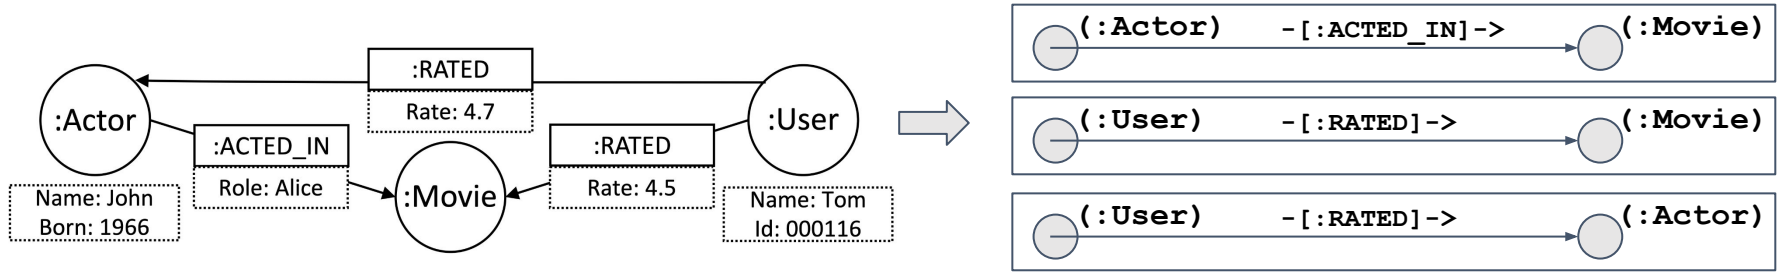 :RATED
Rate: 4.7
:Actor
:User
:ACTED_IN
Role: Alice
:RATED
Rate: 4.5
:Movie
Name: John
Born: 1966
Name: Tom
Id: 000116
(:Actor) -[:ACTED_IN]-> (:Movie)
(:User) -[:RATED]-> (:Movie)
(:User) -[:RATED]-> (:Actor)